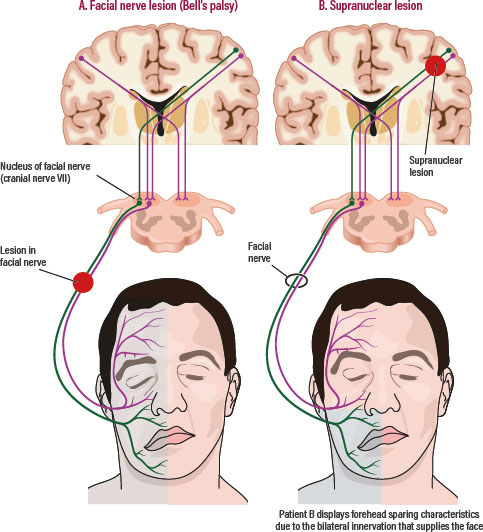 A. Facial nerve lesion (Bell's palsy)
B. Supranuclear lesion
Supranuclear
lesion
Nucleus of facial nerve
(cranial nerve VII)
Lesion in
facial nerve
Facial
nerve
Patient B displays forehead sparing characteristics
due to the bilateral innervation that supplies the face